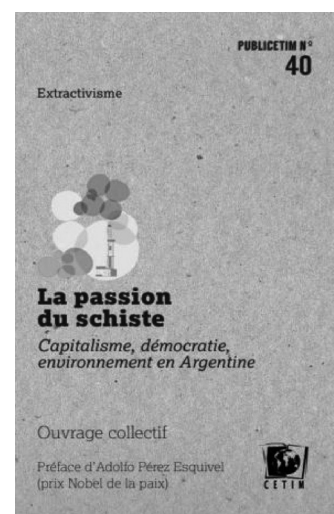 PUBLICETIM N°
40
Extractivisme
La passion
du schiste
Capitalisme, démocratie,
environnement en Argentine
Ouvrage collectif
Préface d'Adolfo Pérez Esquivel
(prix Nobel de la paix)
CETIM